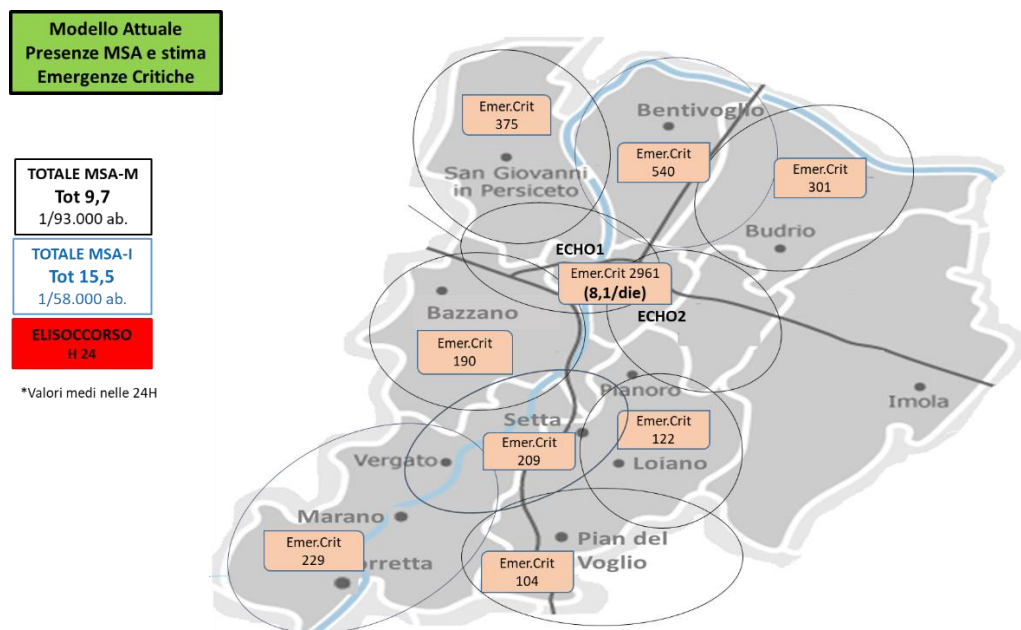 Modello Attuale
Presenze MSA e stima
Emergenze Critiche
TOTALE MSA-M
Tot 9,7
1/93.000 ab.
TOTALE MSA-I
Tot 15,5
1/58.000 ab.
ELISOCCORSO
H 24
*Valori medi nelle 24H
Emer.Crit
375
San Giovanni
in Persiceto
Bentivoglio
Emer.Crit
540
Emer.Crit
301
Budrio
ECHO1
Emer.Crit 2961
(8,1/die)
ECHO2
Bazzano
Emer.Crit
190
Pianoro
Imola
Setta
Emer.Crit
122
Emer.Crit
209
Vergato
Loiano
Marano
Emer.Crit
229
orretta
Pian del
Voglio
Emer.Crit
104